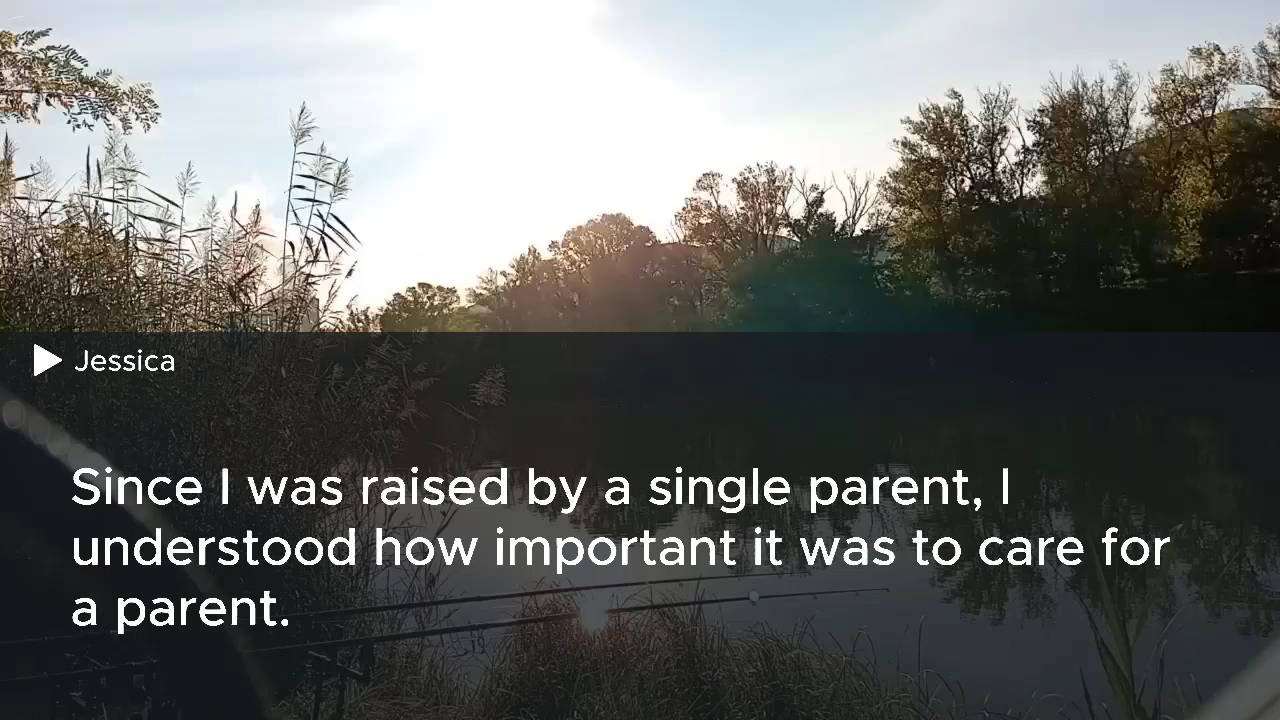 Jessica
Since I was raised by a single parent, I
understood how important it was to care for
a parent.